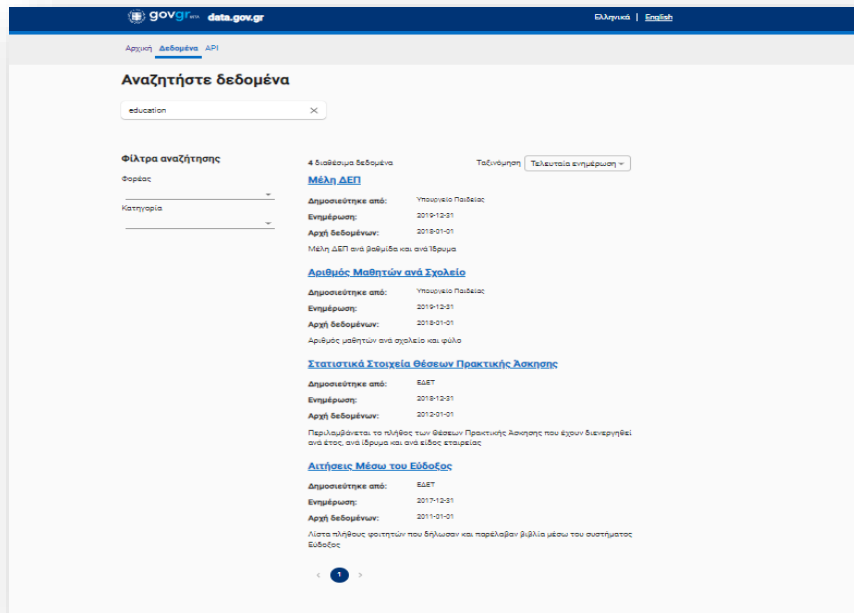 govgr BETA data.gov.gr
Ελληνικά | English
Αρχική Δεδομένα API
Αναζητήστε δεδομένα
education
Φίλτρα αναζήτησης
Φορέας
Κατηγορία
4 διαθέσιμα δεδομένα
Ταξινόμηση Τελευταία ενημέρωση
Μέλη ΔΕΠ
Δημοσιεύτηκε από: Υπουργείο Παιδείας
Ενημέρωση: 2019-12-31
Αρχή δεδομένων: 2018-01-01
Μέλη ΔΕΠ ανά βαθμίδα και ανά Ίδρυμα
Αριθμός Μαθητών ανά Σχολείο
Δημοσιεύτηκε από: Υπουργείο Παιδείας
Ενημέρωση: 2019-12-31
Αρχή δεδομένων: 2018-01-01
Αριθμός μαθητών ανά σχολείο και φύλο
Στατιστικά Στοιχεία Θέσεων Πρακτικής Άσκησης
Δημοσιεύτηκε από: ΕΔΕΤ
Ενημέρωση: 2018-12-31
Αρχή δεδομένων: 2012-01-01
Περιλαμβάνεται το πλήθος των Θέσεων Πρακτικής Άσκησης που έχουν διενεργηθεί
ανά έτος, ανά ίδρυμα και ανά είδος εταιρείας
Αιτήσεις Μέσω του Εύδοξος
Δημοσιεύτηκε από: ΕΔΕΤ
Ενημέρωση: 2017-12-31
Αρχή δεδομένων: 2011-01-01
Λίστα πλήθους φοιτητών που δήλωσαν και παρέλαβαν βιβλία μέσω του συστήματος
Εύδοξος
1